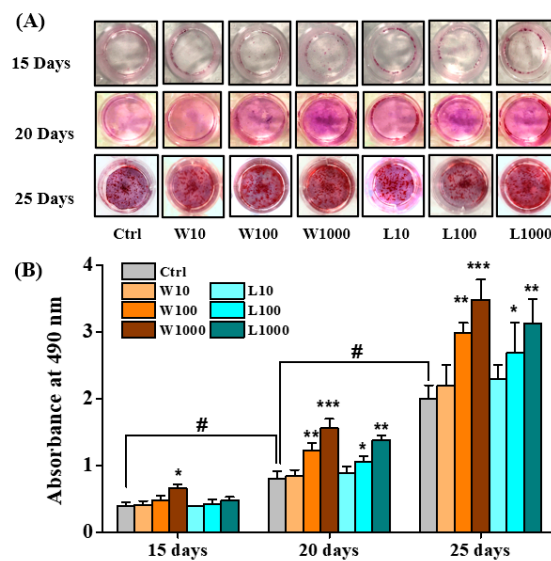 (A)
15 Days
20 Days
25 Days
Ctrl W10 W100 W1000 L10 L100 L1000
(B)
Absorbance at 490 nm
4
3
2
1
0
Ctrl
W10 L10
W100 L100
W1000 L1000
# #
* ** *** * ** ** *** * **
15 days 20 days 25 days